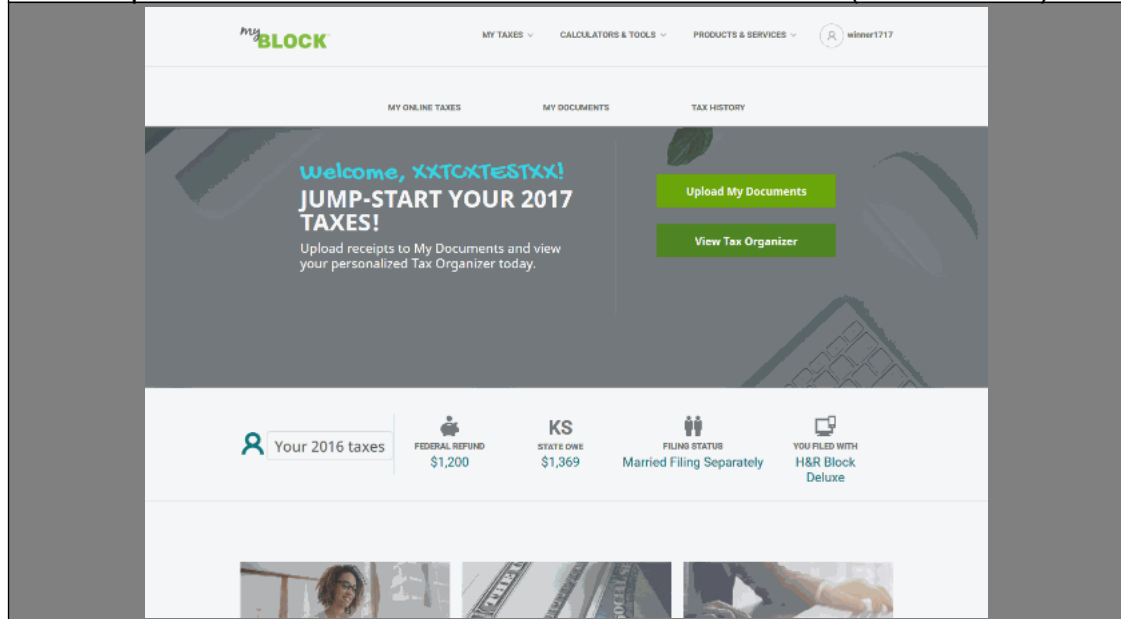 my BLOCK
MY TAXES
CALCULATORS & TOOLS
PRODUCTS & SERVICES
winner1717
MY ONLINE TAXES
MY DOCUMENTS
TAX HISTORY
Welcome, XXTCXTESTXX!
JUMP-START YOUR 2017
TAXES!
Upload receipts to My Documents and view
your personalized Tax Organizer today.
Upload My Documents
View Tax Organizer
Your 2016 taxes
FEDERAL REFUND
$1,200
KS
STATE OWE
$1,369
FILING STATUS
Married Filing Separately
YOU FILED WITH
H&R Block
Deluxe